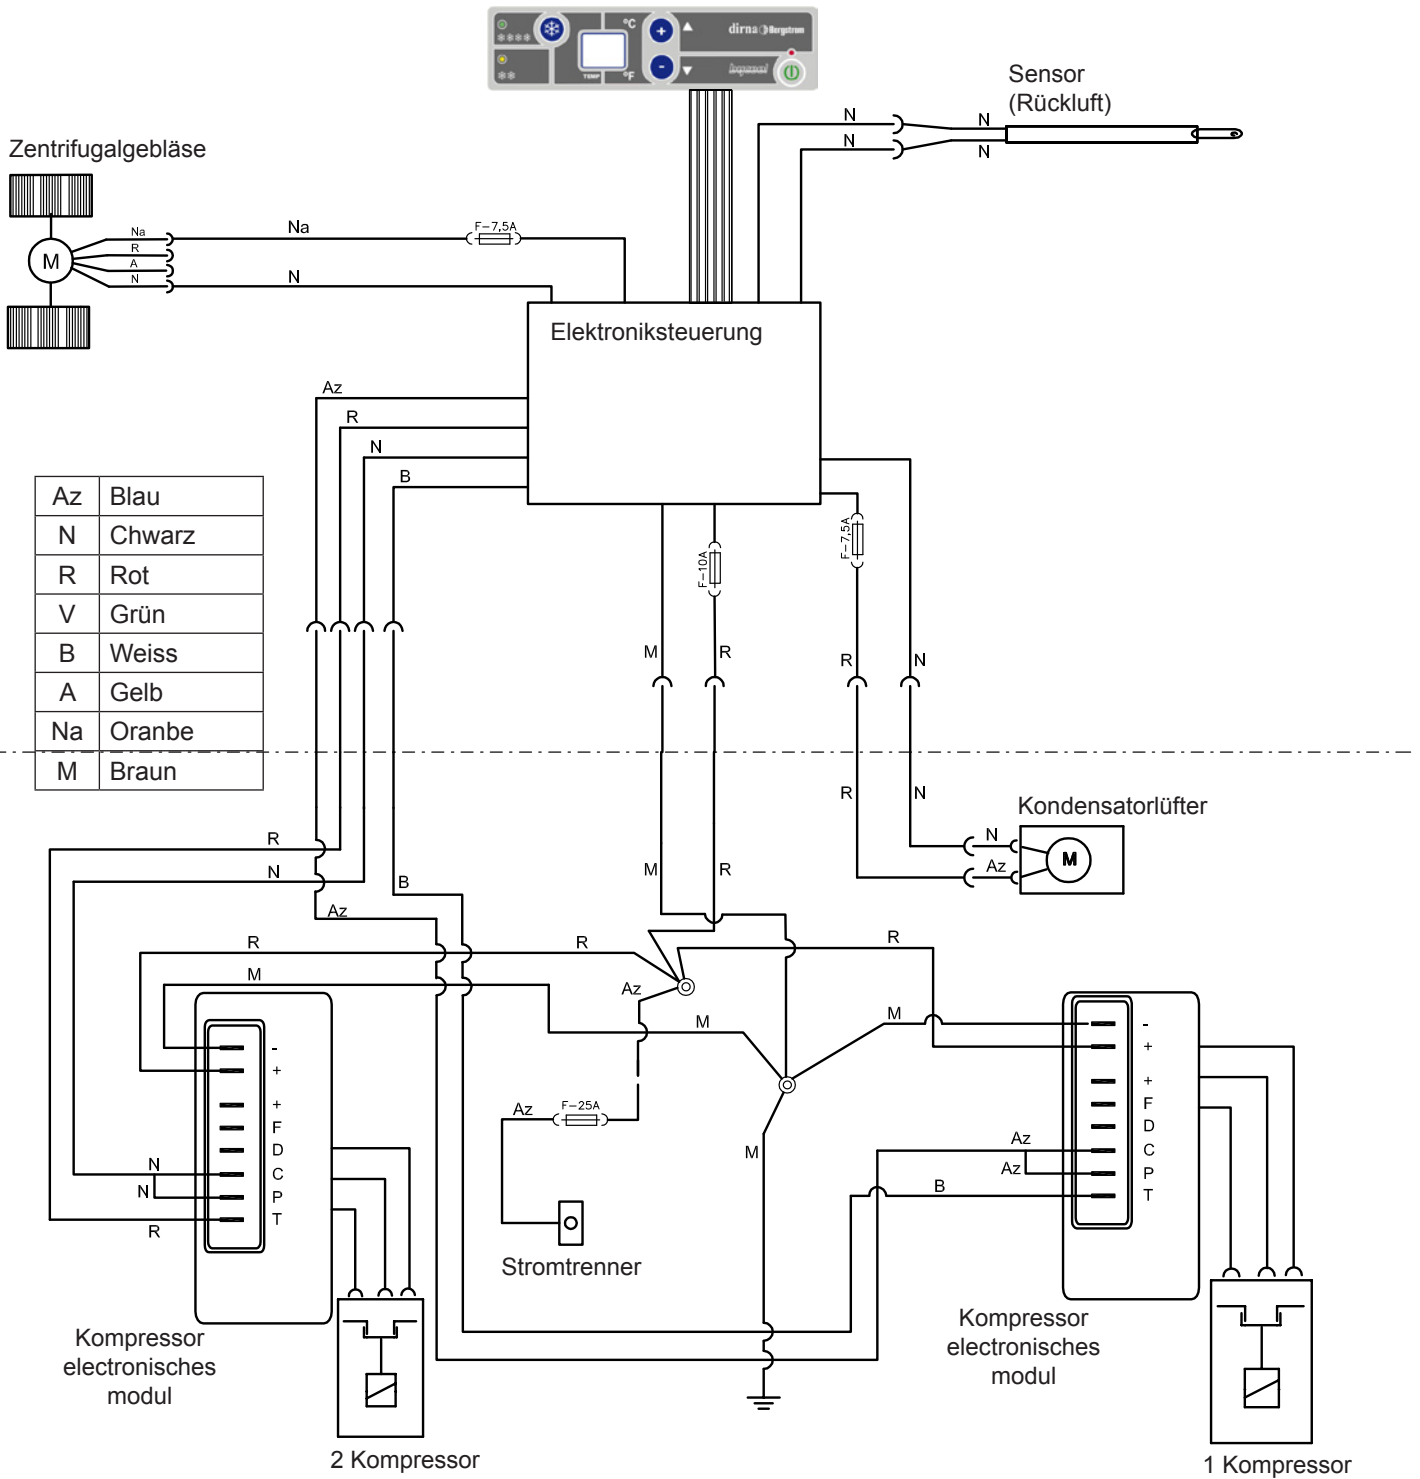 °C
dirna Bergstrom
TEMP
°F
Sensor
(Rückluft)
N
N
N
N
Zentrifugalgebläse
Na
R
A
N
M
Na
F-7,5A
N
Elektroniksteuerung
Az
R
N
B
Az Blau
N Chwarz
R Rot
V Grün
B Weiss
A Gelb
Na Oranbe
M Braun
F-10A
F-7,5A
M
R
R
N
R
N
Kondensatorlüfter
N
Az
M
R
N
B
Az
M
R
R
R
R
M
Az
M
M
-
+
+
F
D
C
P
T
N
N
R
Az
F-25A
M
Stromtrenner
-
+
+
F
D
C
P
T
Az
Az
B
Kompressor
electronisches
modul
2 Kompressor
Kompressor
electronisches
modul
1 Kompressor